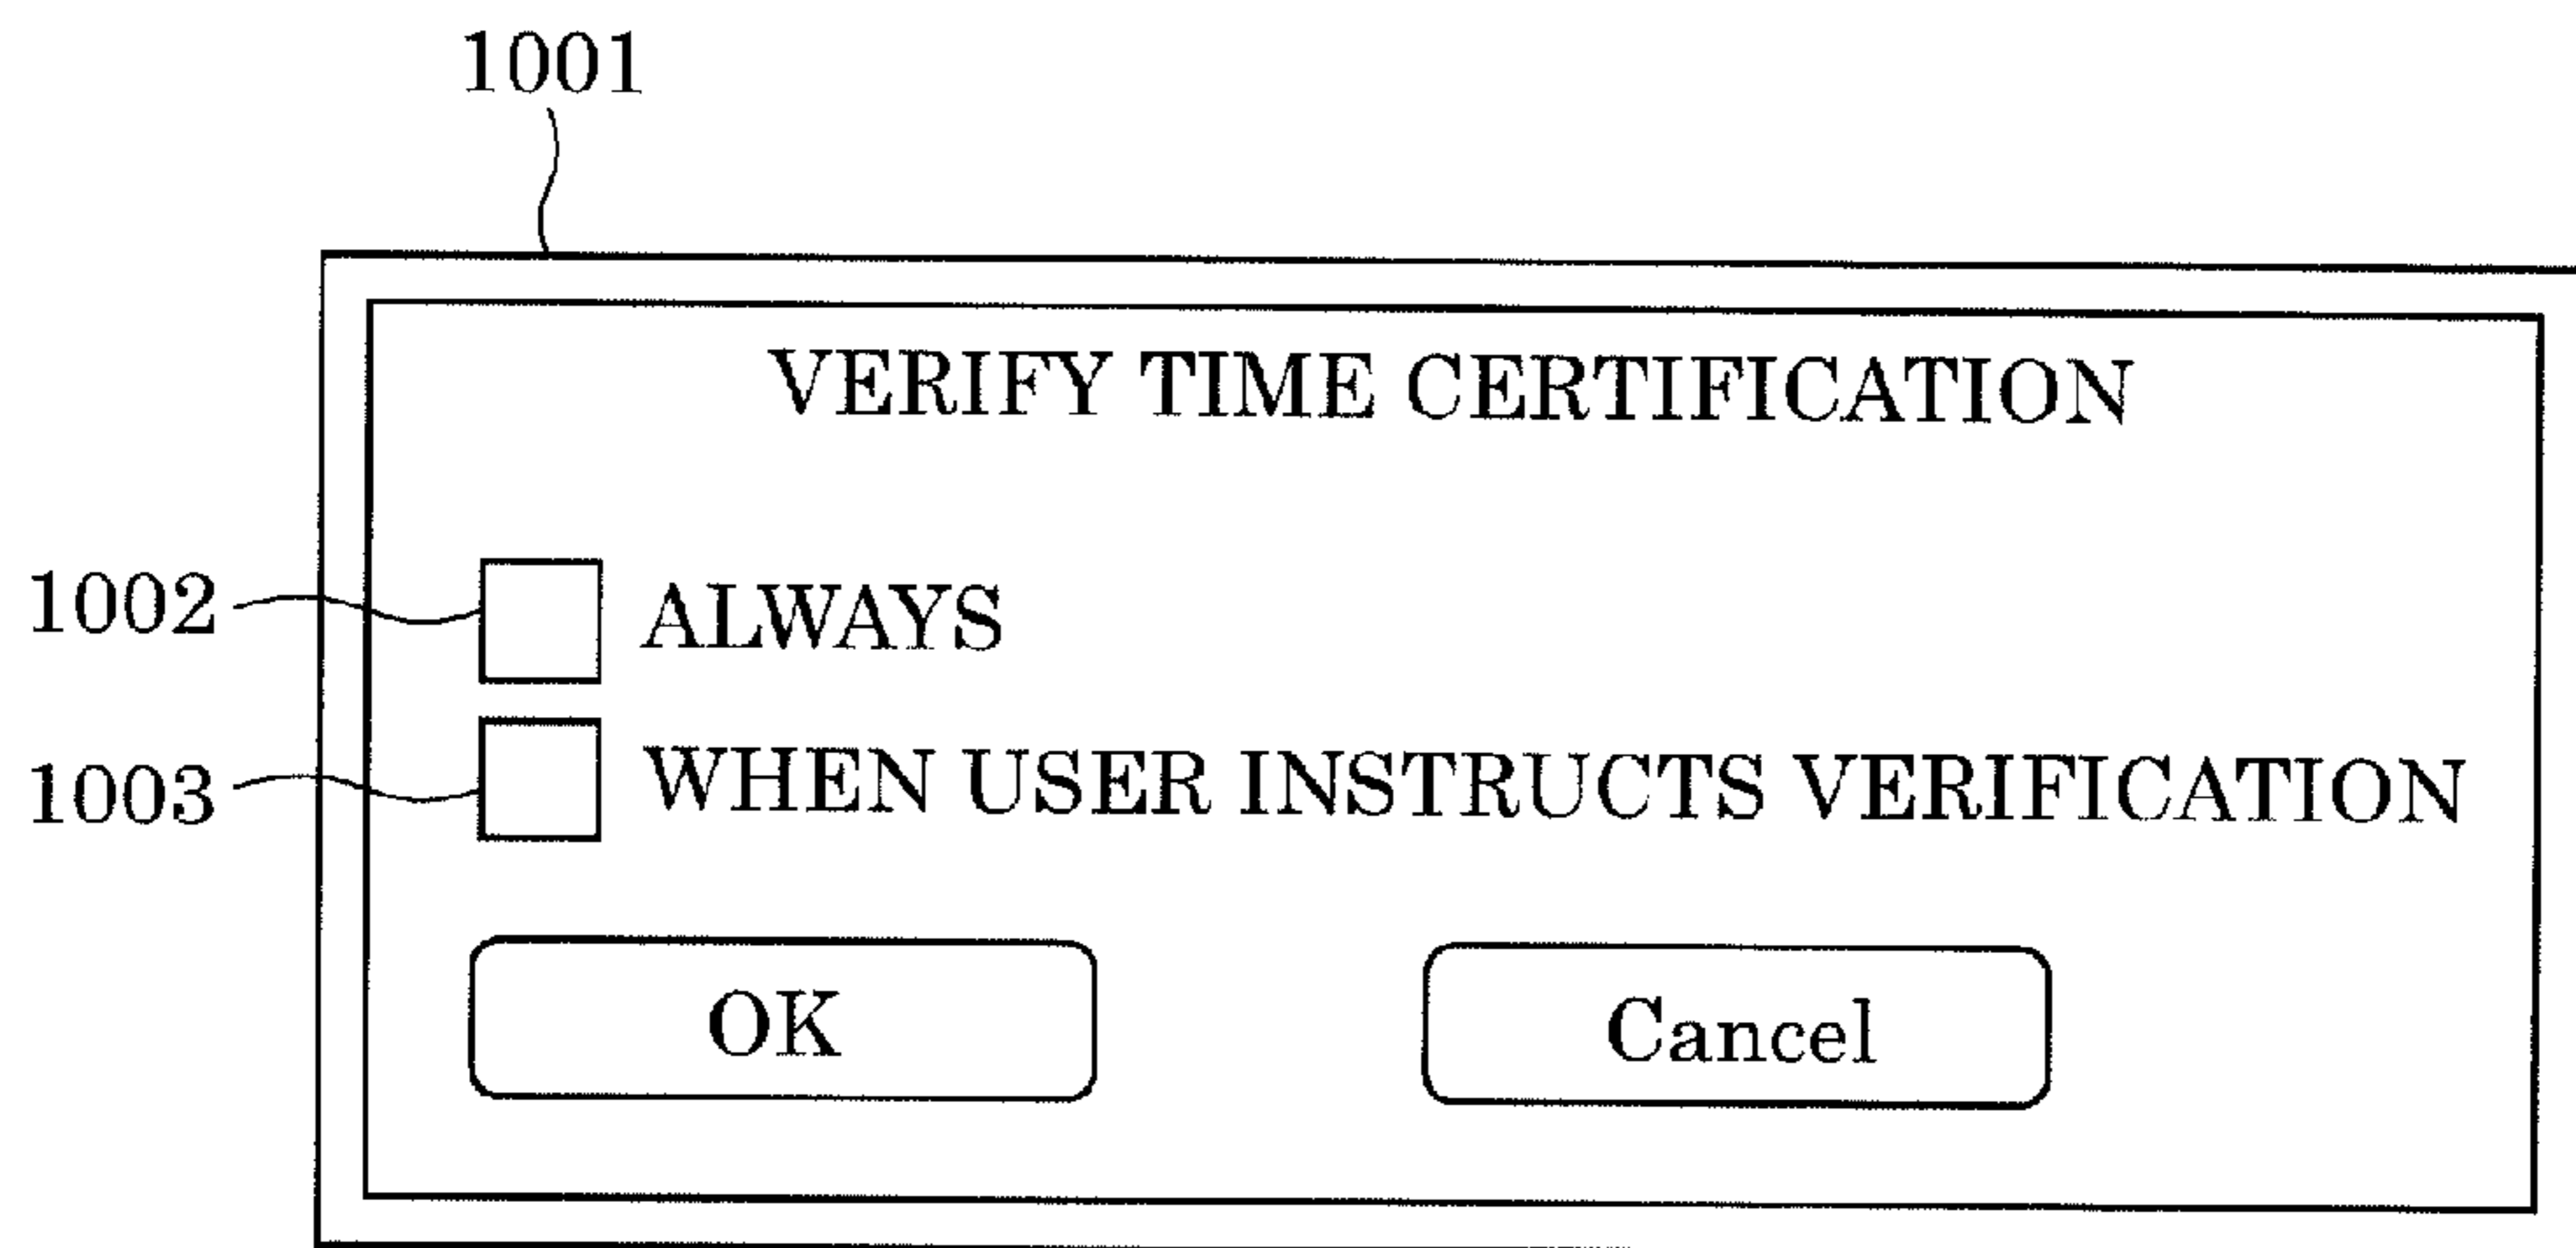 1001
VERIFY TIME CERTIFICATION
1002 ALWAYS
1003 WHEN USER INSTRUCTS VERIFICATION
OK Cancel